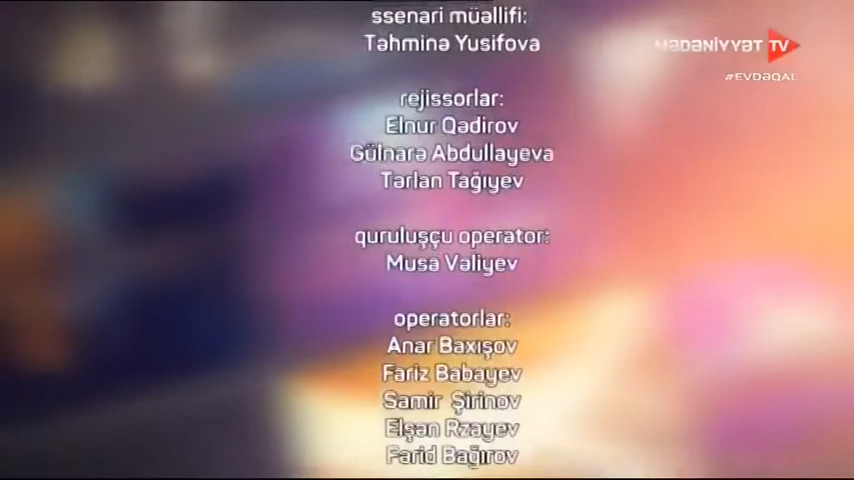 ssenari müəllifi:
Təhminə Yusifova
MƏDƏNİYYƏT TV
#EVDƏQAL
rejissorlar:
Elnur Qədirov
Gülnarə Abdullayeva
Tərlan Tağıyev
quruluşçu operator:
Musa Vəliyev
operatorlar:
Anar Baxışov
Fariz Babayev
Samir Şirinov
Elşən Rzayev
Fərid Bağırov